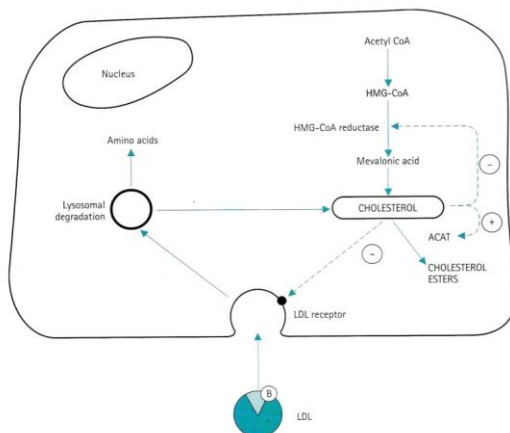 Acetyl CoA
Nucleus
HMG-CoA
HMG-CoA reductase
Amino acids
Mevalonic acid
−
Lysosomal
degradation
CHOLESTEROL
+
ACAT
−
CHOLESTEROL
ESTERS
LDL receptor
B
LDL